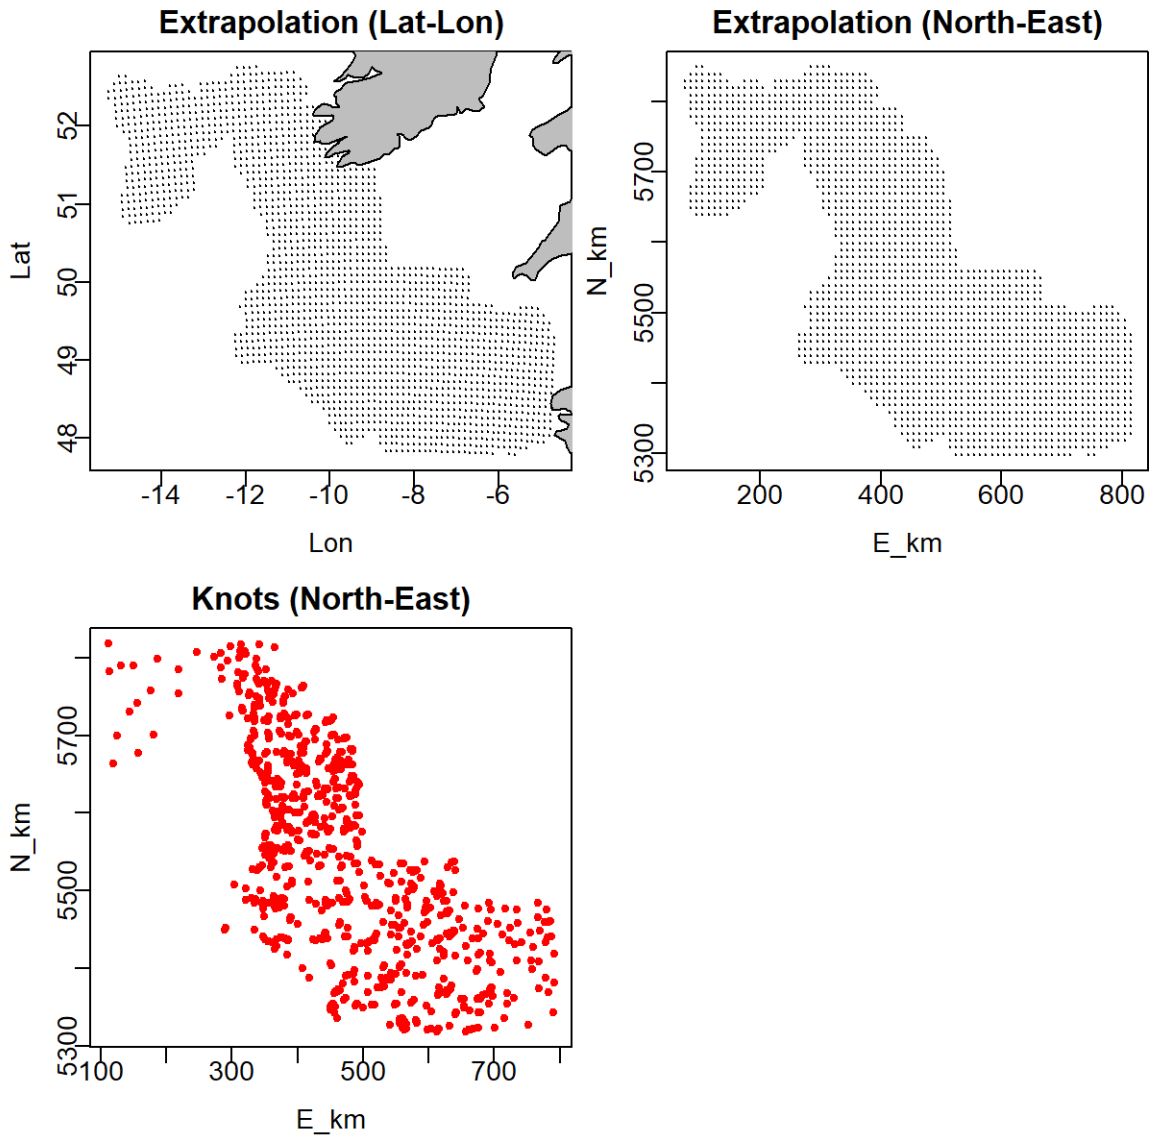 Extrapolation (Lat-Lon)
Lat
52
51
50
49
48
-14
-12
-10
-8
-6
Lon
Extrapolation (North-East)
N_km
5700
5500
5300
200
400
600
800
E_km
Knots (North-East)
N_km
5700
5500
5300
100
300
500
700
E_km